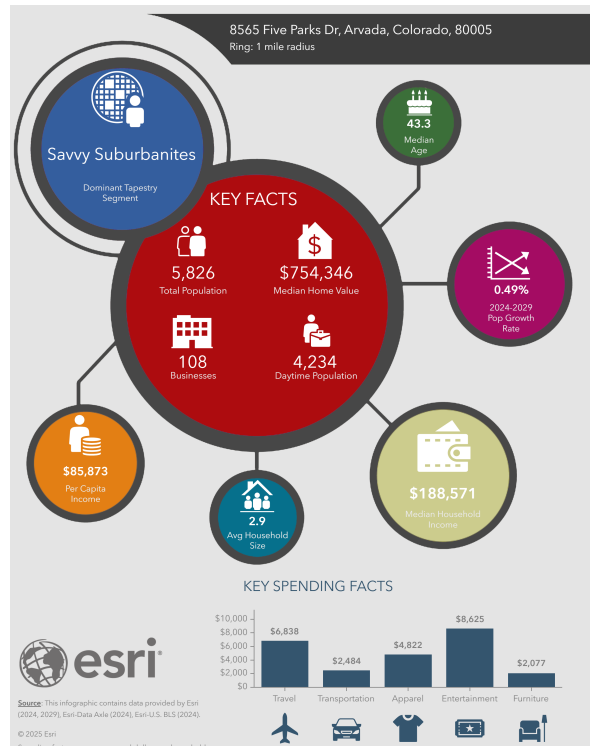 8565 Five Parks Dr, Arvada, Colorado, 80005
Ring: 1 mile radius
Savvy Suburbanites
Dominant Tapestry
Segment
43.3
Median
Age
KEY FACTS
5,826
Total Population
$754,346
Median Home Value
108
Businesses
4,234
Daytime Population
0.49%
2024-2029
Pop Growth
Rate
$85,873
Per Capita
Income
2.9
Avg Household
Size
$188,571
Median Household
Income
KEY SPENDING FACTS
$10,000
$8,000
$6,000
$4,000
$2,000
$0
$6,838
$2,484
$4,822
$8,625
$2,077
Travel
Transportation
Apparel
Entertainment
Furniture
esri
Source: This infographic contains data provided by Esri
(2024, 2029), Esri-Data Axle (2024), Esri-U.S. BLS (2024).
© 2025 Esri